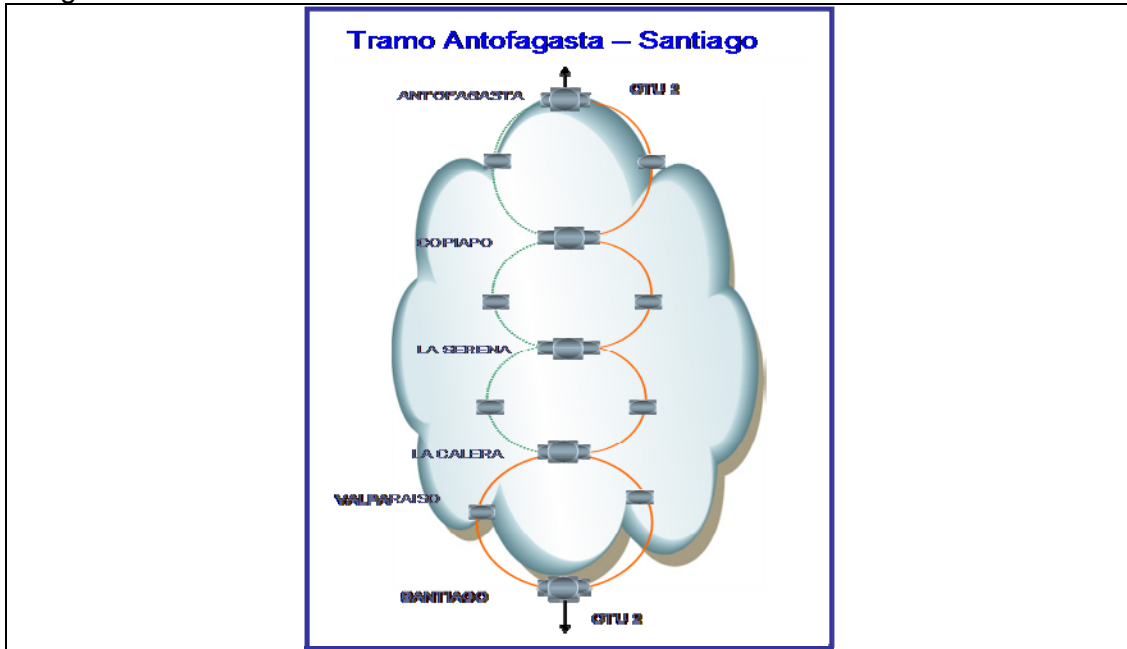 Tramo Antofagasta – Santiago
ANTOFAGASTA
OTU 2
COPIAPO
LA SERENA
LA CALERA
VALPARAISO
SANTIAGO
OTU 2